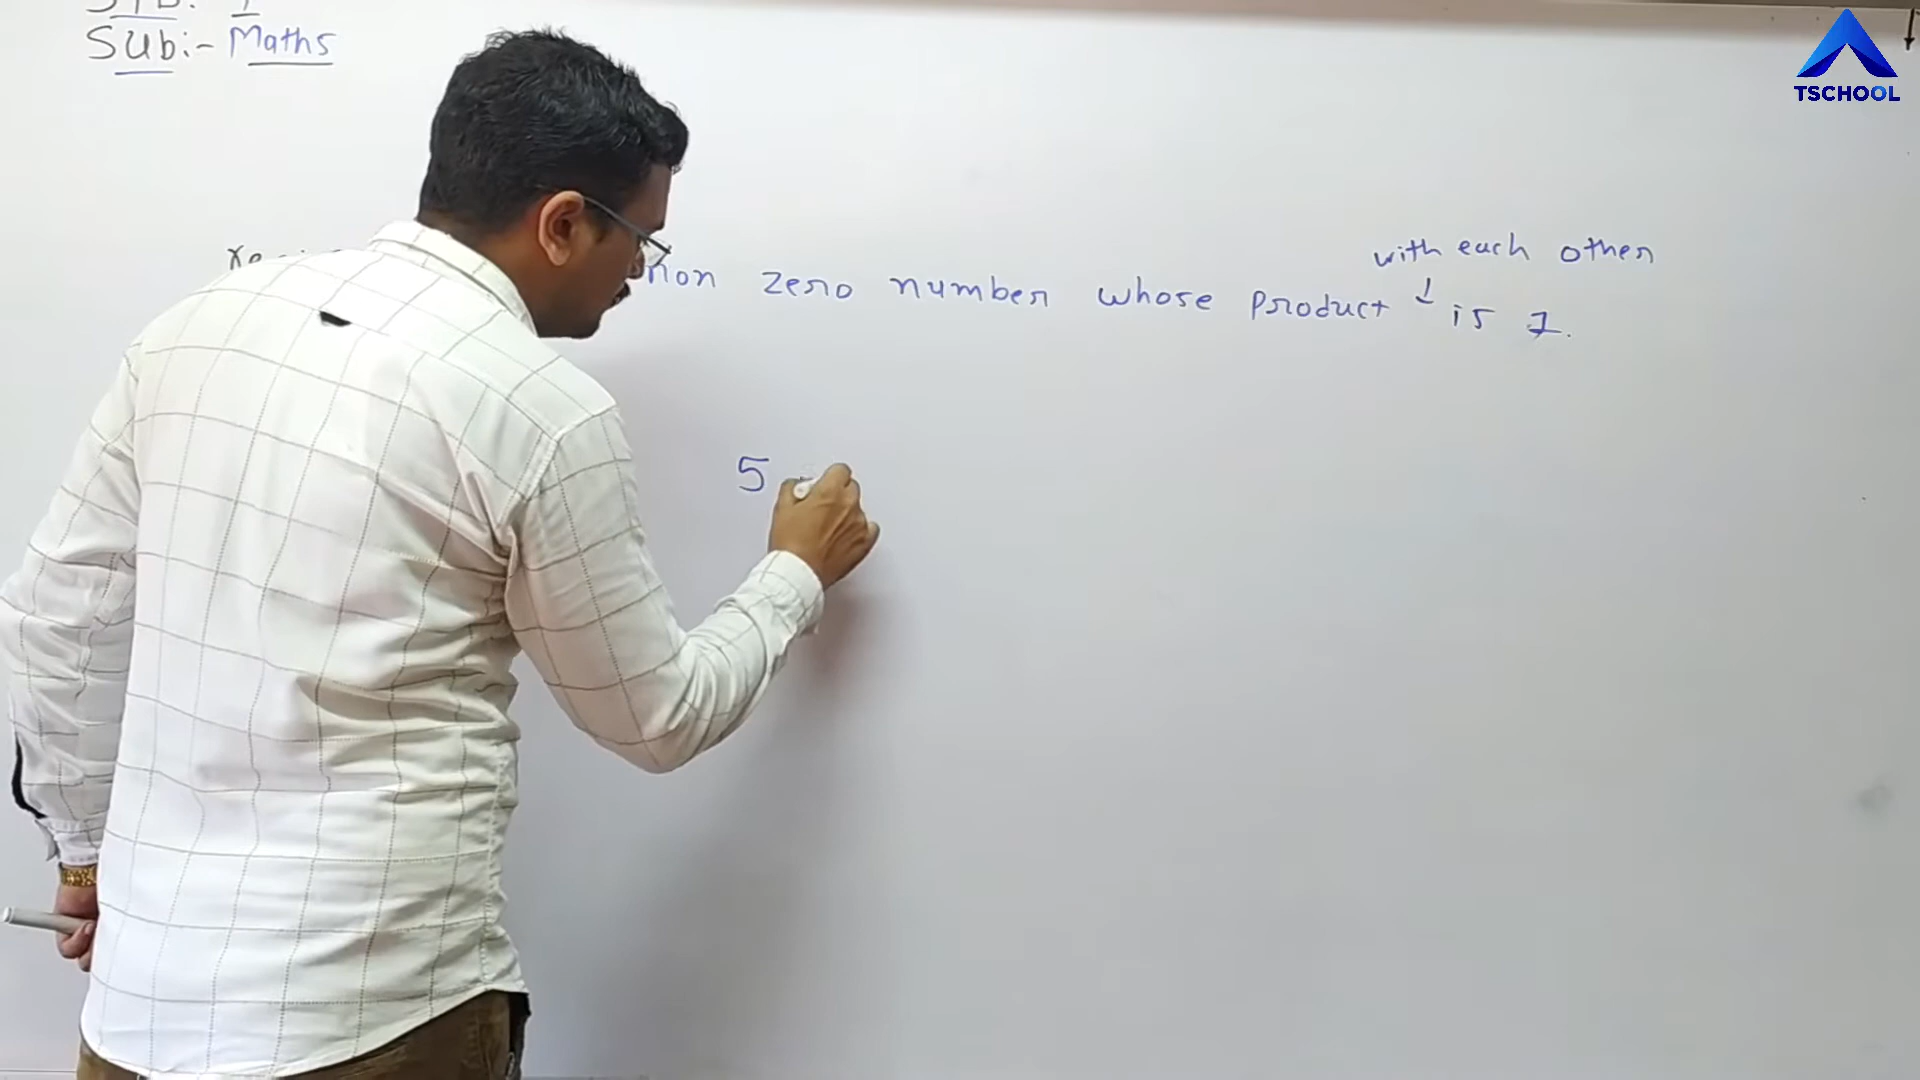 Sub:- Maths
TSCHOOL
with each other
non zero number whose product ↓ is 1.
5